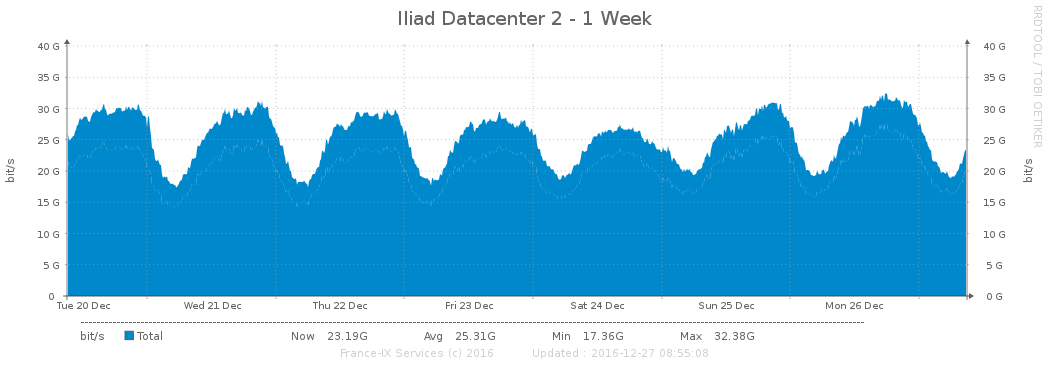 Iliad Datacenter 2 - 1 Week
RRDTOOL / TOBI OETIKER
40 G 40 G
35 G 35 G
30 G 30 G
25 G 25 G
20 G 20 G
15 G 15 G
10 G 10 G
5 G 5 G
0 0 G
bit/s
bit/s
Tue 20 Dec Wed 21 Dec Thu 22 Dec Fri 23 Dec Sat 24 Dec Sun 25 Dec Mon 26 Dec
bit/s Total Now 23.19G Avg 25.31G Min 17.36G Max 32.38G
France-IX Services (c) 2016 Updated : 2016-12-27 08:55:08